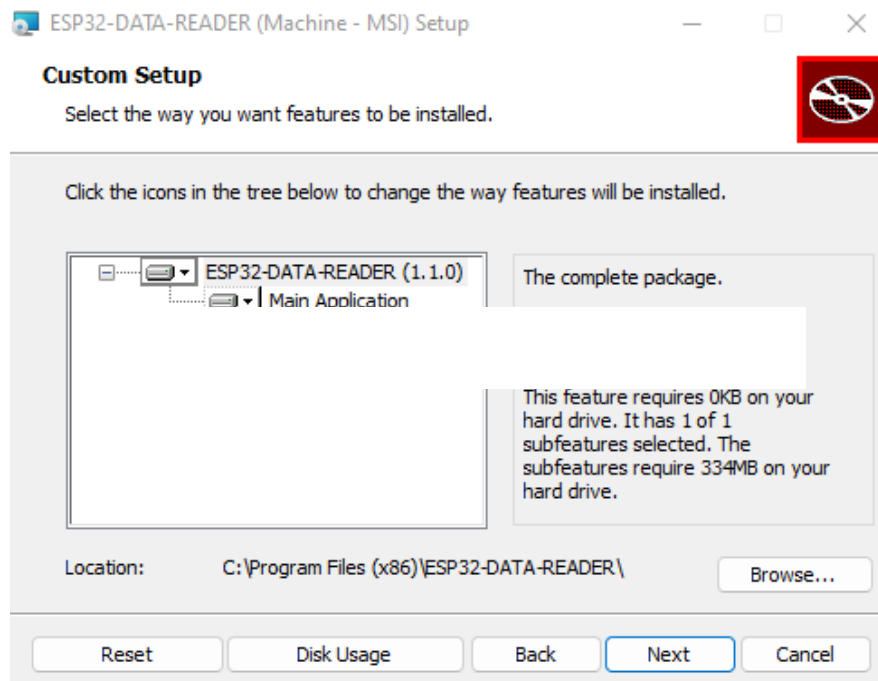 ESP32-DATA-READER (Machine - MSI) Setup
Custom Setup
Select the way you want features to be installed.
Click the icons in the tree below to change the way features will be installed.
ESP32-DATA-READER (1.1.0)
Main Application
The complete package.
This feature requires 0KB on your
hard drive. It has 1 of 1
subfeatures selected. The
subfeatures require 334MB on your
hard drive.
Location: C:\Program Files (x86)\ESP32-DATA-READER\
Browse...
Reset Disk Usage Back Next Cancel